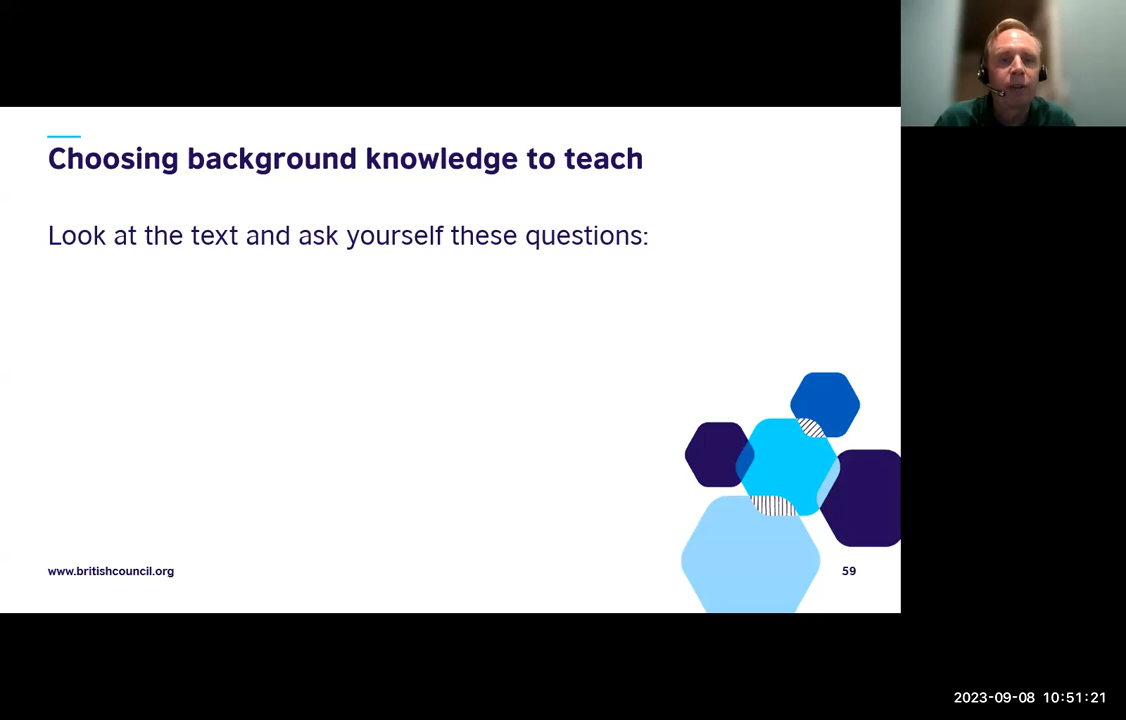 Choosing background knowledge to teach
Look at the text and ask yourself these questions:
www.britishcouncil.org
59
2023-09-08 10:51:21